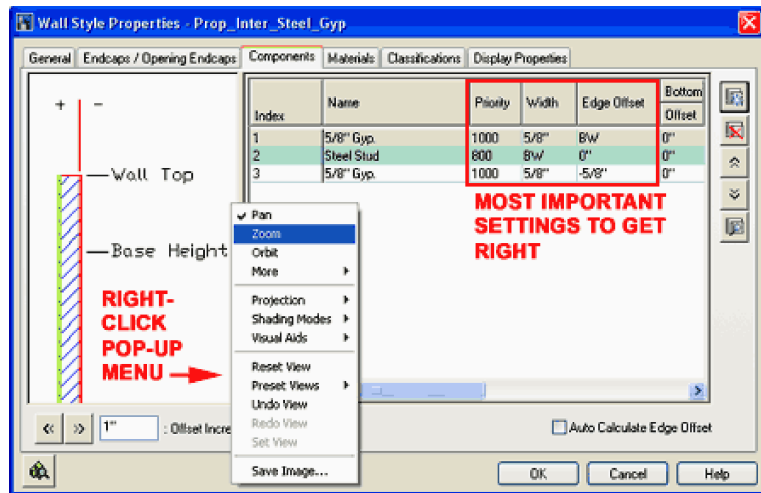 Wall Style Properties - Prop_Inter_Steel_Gyp
General Endcaps / Opening Endcaps Components Materials Classifications Display Properties
+ -
Wall Top
Base Height
Index Name Priority Width Edge Offset Bottom Offset
1 5/8" Gyp. 1000 5/8" BW 0"
2 Steel Stud 800 BW 0" 0"
3 5/8" Gyp. 1000 5/8" -5/8" 0"
MOST IMPORTANT
SETTINGS TO GET
RIGHT
RIGHT-
CLICK
POP-UP
MENU
Pan
Zoom
Orbit
More
Projection
Shading Modes
Visual Aids
Reset View
Preset Views
Undo View
Redo View
Set View
Save Image...
1" : Offset Incre
Auto Calculate Edge Offset
OK Cancel Help